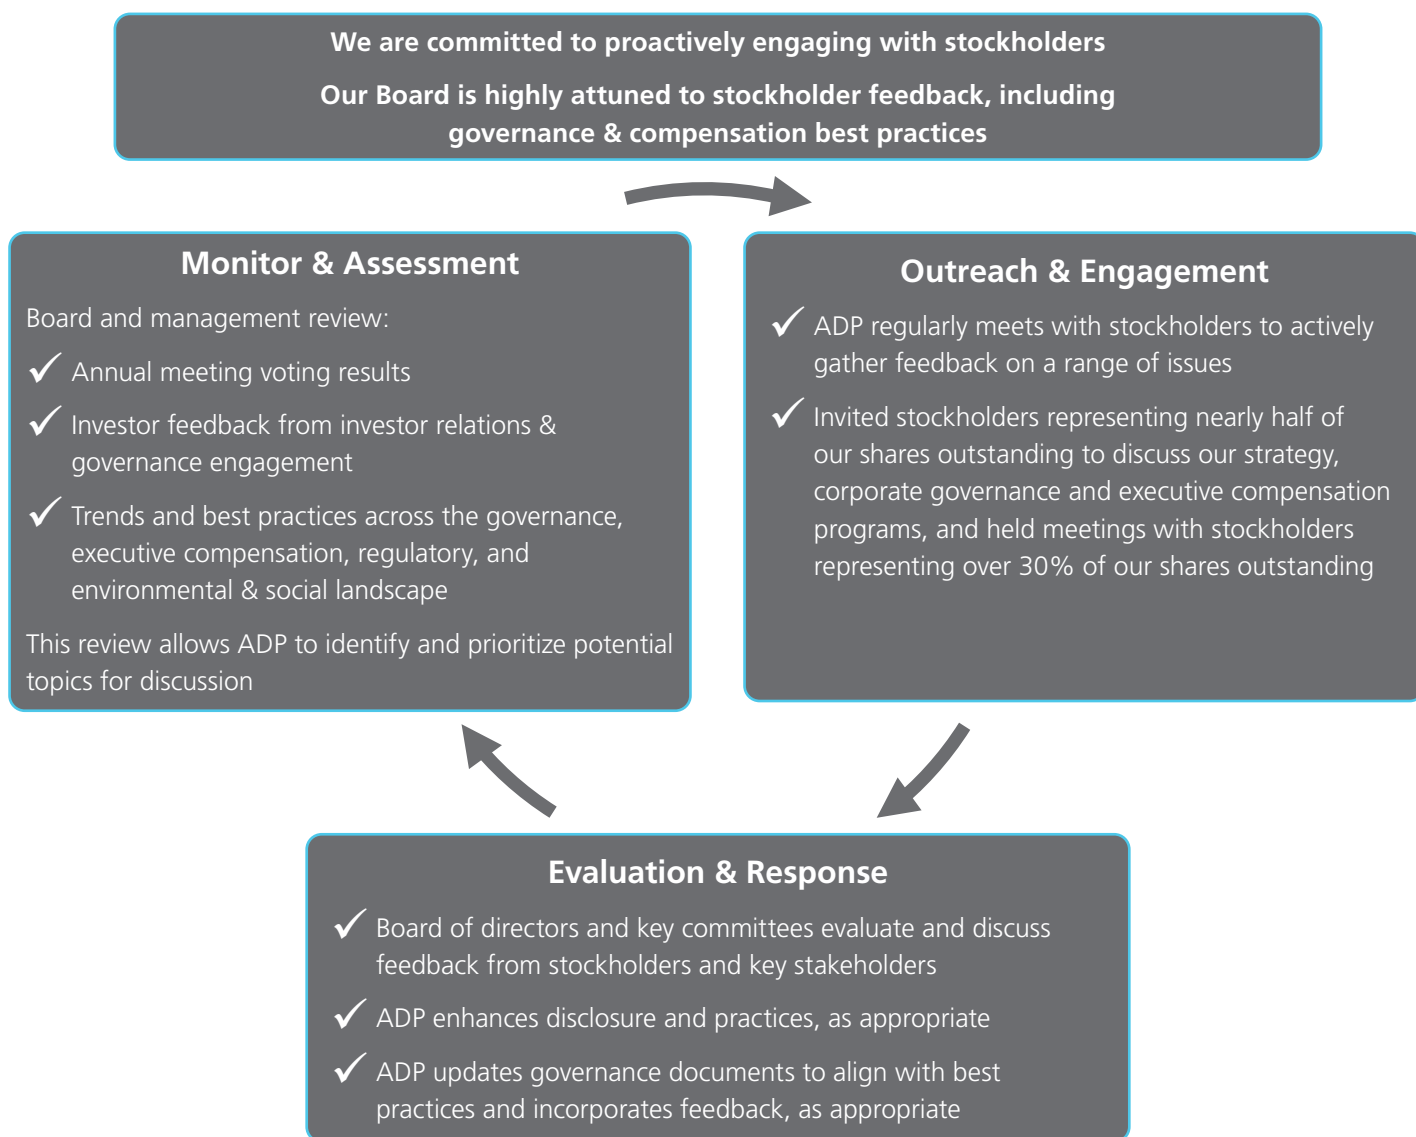 We are committed to proactively engaging with stockholders
Our Board is highly attuned to stockholder feedback, including
governance & compensation best practices
Monitor & Assessment
Board and management review:
Annual meeting voting results
Investor feedback from investor relations &
governance engagement
Trends and best practices across the governance,
executive compensation, regulatory, and
environmental & social landscape
This review allows ADP to identify and prioritize potential
topics for discussion
Outreach & Engagement
ADP regularly meets with stockholders to actively
gather feedback on a range of issues
Invited stockholders representing nearly half of
our shares outstanding to discuss our strategy,
corporate governance and executive compensation
programs, and held meetings with stockholders
representing over 30% of our shares outstanding
Evaluation & Response
Board of directors and key committees evaluate and discuss
feedback from stockholders and key stakeholders
ADP enhances disclosure and practices, as appropriate
ADP updates governance documents to align with best
practices and incorporates feedback, as appropriate